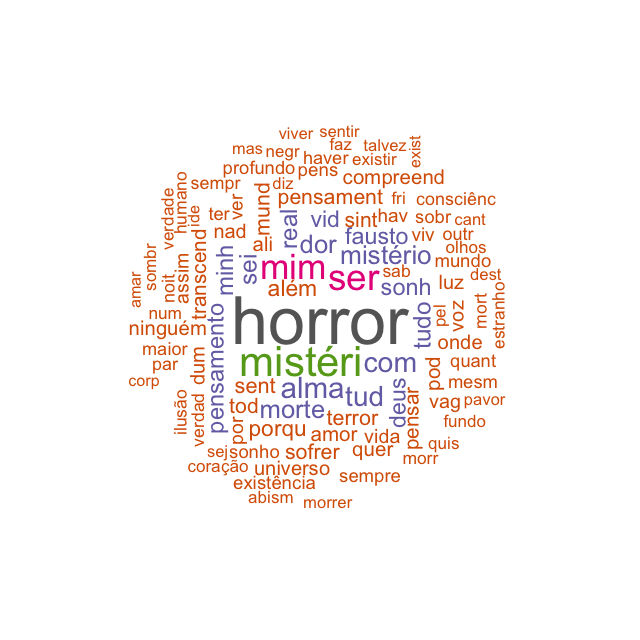 viver sentir
mas negr faz talvez exist
profundo pens haver existir
sempr diz compreend
humano ter ver mund pensament fri consciênc
verdade ide nad real vid sint hav sobr cant
sombr assim transcend ali dor fausto viv outr
amar noit minh sei mistério olhos
mim ser sab mundo
num além sonh luz dest
ninguém horror tudo pel voz mort estranho
maior dum pensamento mistéri com onde
par pod quant
corp sent alma tud deus mesm
ilusão verdad tod morte pensar vag pavor
por porqu terror fundo
amor vida quis
sej sonho sofrer quer morr
coração universo
existência sempre
abism morrer